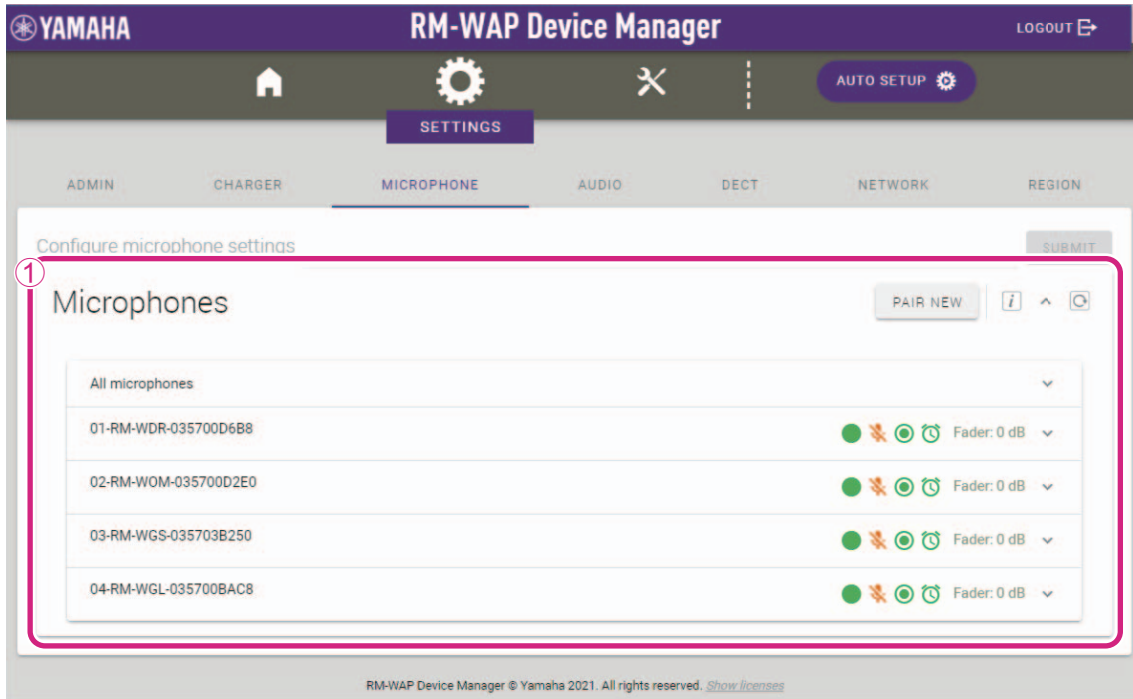 YAMAHA RM-WAP Device Manager LOGOUT
AUTO SETUP
SETTINGS
ADMIN CHARGER MICROPHONE AUDIO DECT NETWORK REGION
Configure microphone settings SUBMIT
1
Microphones PAIR NEW i
All microphones
01-RM-WDR-035700D6B8 Fader: 0 dB
02-RM-WOM-035700D2E0 Fader: 0 dB
03-RM-WGS-035703B250 Fader: 0 dB
04-RM-WGL-035700BAC8 Fader: 0 dB
RM-WAP Device Manager © Yamaha 2021. All rights reserved. Show licenses